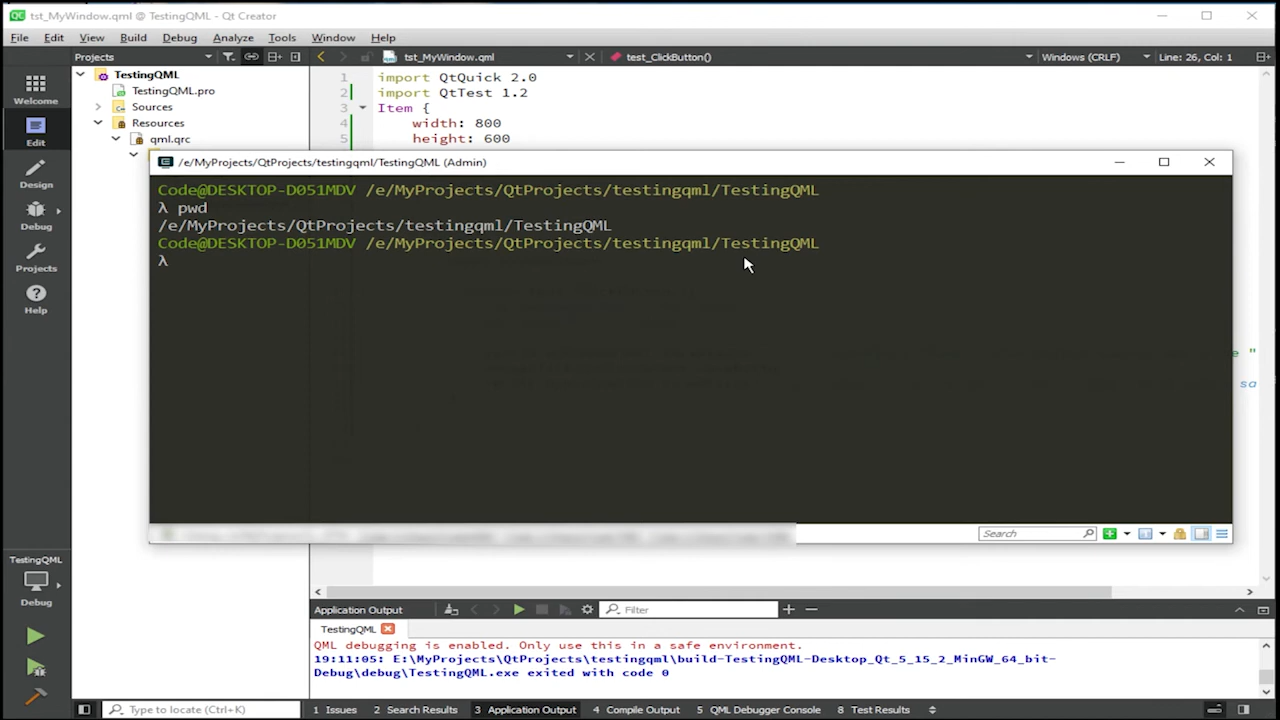 tst_MyWindow.qml @ TestingQML - Qt Creator
File Edit View Build Debug Analyze Tools Window Help
Projects tst_MyWindow.qml test_ClickButton() Windows (CRLF) Line: 26, Col: 1
Welcome
Edit
Design
Debug
Projects
Help
TestingQML
Debug
TestingQML
TestingQML.pro
Sources
Resources
qml.qrc
1 import QtQuick 2.0
2 import QtTest 1.2
3 Item {
4 width: 800
5 height: 600
e "
sa
/e/MyProjects/QtProjects/testingqml/TestingQML (Admin)
Code@DESKTOP-D051MDV /e/MyProjects/QtProjects/testingqml/TestingQML
λ pwd
/e/MyProjects/QtProjects/testingqml/TestingQML
Code@DESKTOP-D051MDV /e/MyProjects/QtProjects/testingqml/TestingQML
λ
Search
Application Output Filter
TestingQML
QML debugging is enabled. Only use this in a safe environment.
19:11:05: E:\MyProjects\QtProjects\testingqml\build-TestingQML-Desktop_Qt_5_15_2_MinGW_64_bit-
Debug\debug\TestingQML.exe exited with code 0
Type to locate (Ctrl+K) 1 Issues 2 Search Results 3 Application Output 4 Compile Output 5 QML Debugger Console 8 Test Results